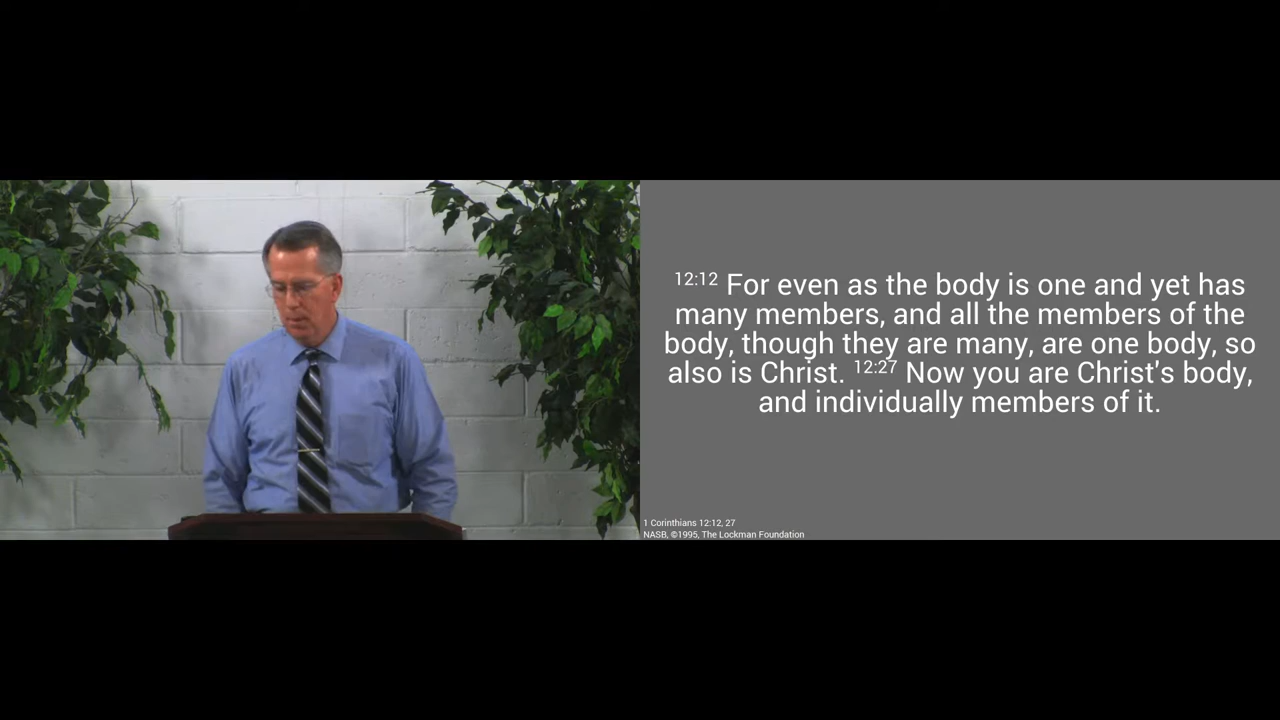 12:12 For even as the body is one and yet has
many members, and all the members of the
body, though they are many, are one body, so
also is Christ. 12:27 Now you are Christ's body,
and individually members of it.
1 Corinthians 12:12, 27
NASB, ©1995, The Lockman Foundation